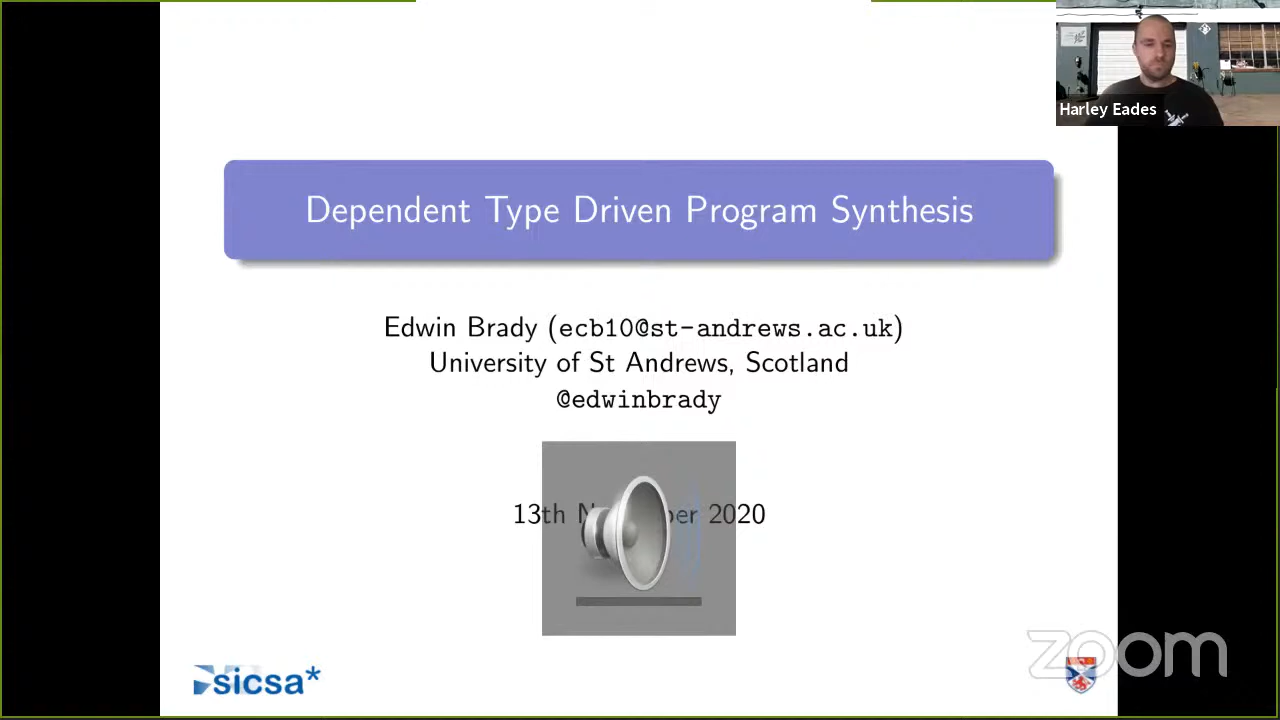 Harley Eades
Dependent Type Driven Program Synthesis
Edwin Brady (ecb10@st-andrews.ac.uk)
University of St Andrews, Scotland
@edwinbrady
13th 2020
sicsa*
zoom